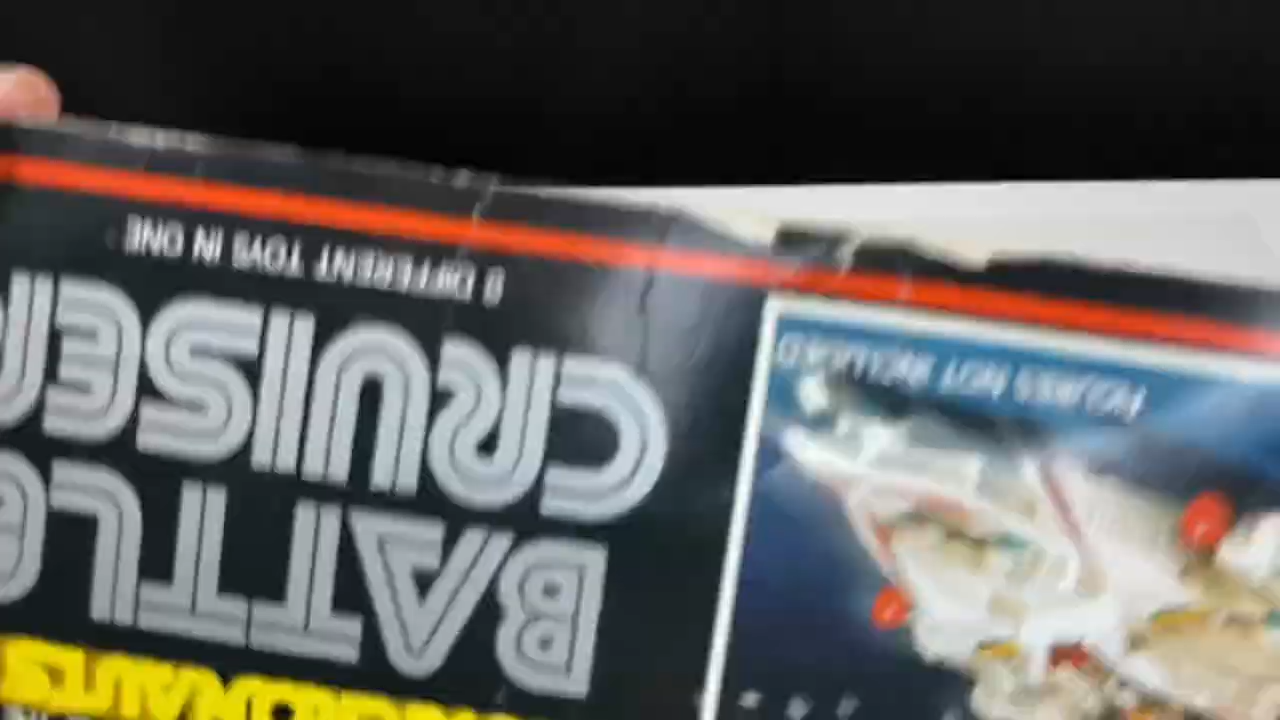 BATTLE
CRUISER
8 DIFFERENT TOYS IN ONE
FIGURES NOT INCLUDED